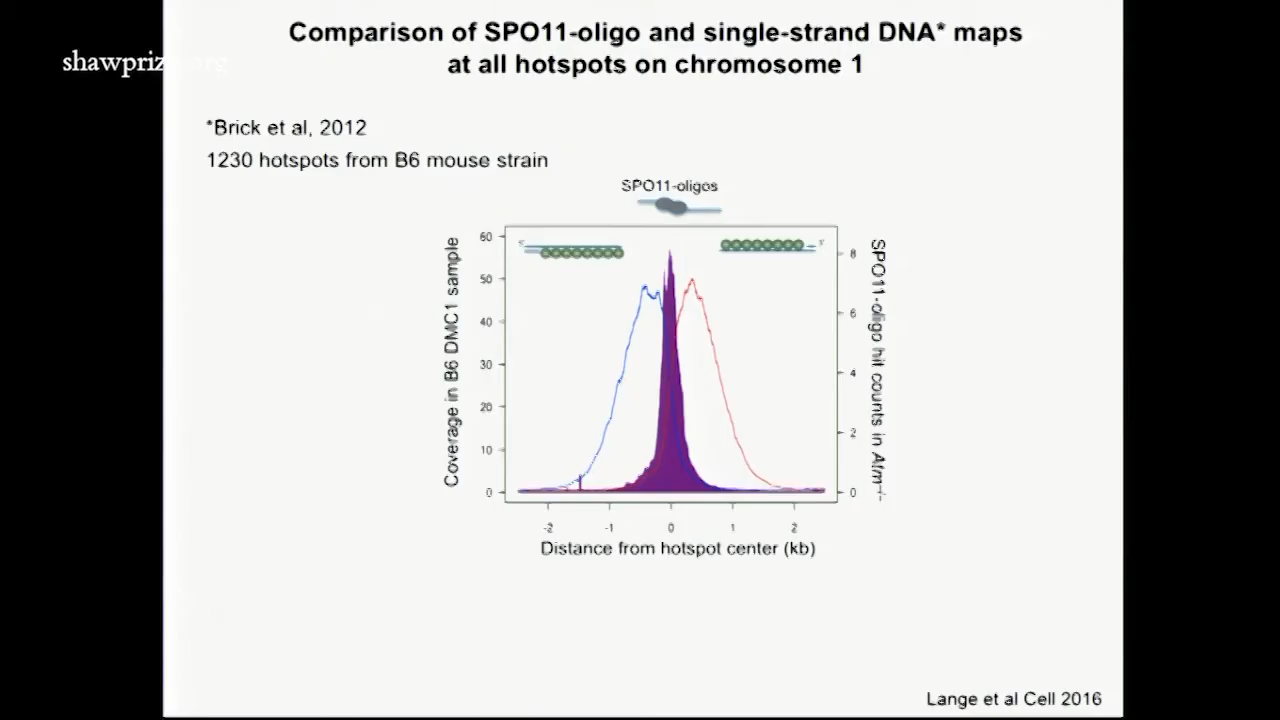 Comparison of SPO11-oligo and single-strand DNA* maps
at all hotspots on chromosome 1
shawprize.org
*Brick et al, 2012
1230 hotspots from B6 mouse strain
SPO11-oligos
Coverage in B6 DMC1 sample
60
50
40
30
20
10
0
8
6
4
2
0
SPO11-oligo hit counts in Atm-/-
-2 -1 0 1 2
Distance from hotspot center (kb)
Lange et al Cell 2016